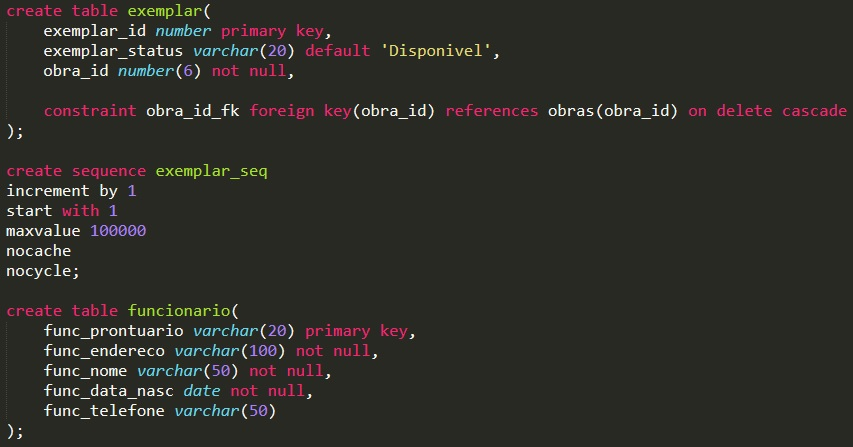 create table exemplar(
    exemplar_id number primary key,
    exemplar_status varchar(20) default 'Disponivel',
    obra_id number(6) not null,

    constraint obra_id_fk foreign key(obra_id) references obras(obra_id) on delete cascade
);

create sequence exemplar_seq
increment by 1
start with 1
maxvalue 100000
nocache
nocycle;

create table funcionario(
    func_prontuario varchar(20) primary key,
    func_endereco varchar(100) not null,
    func_nome varchar(50) not null,
    func_data_nasc date not null,
    func_telefone varchar(50)
);